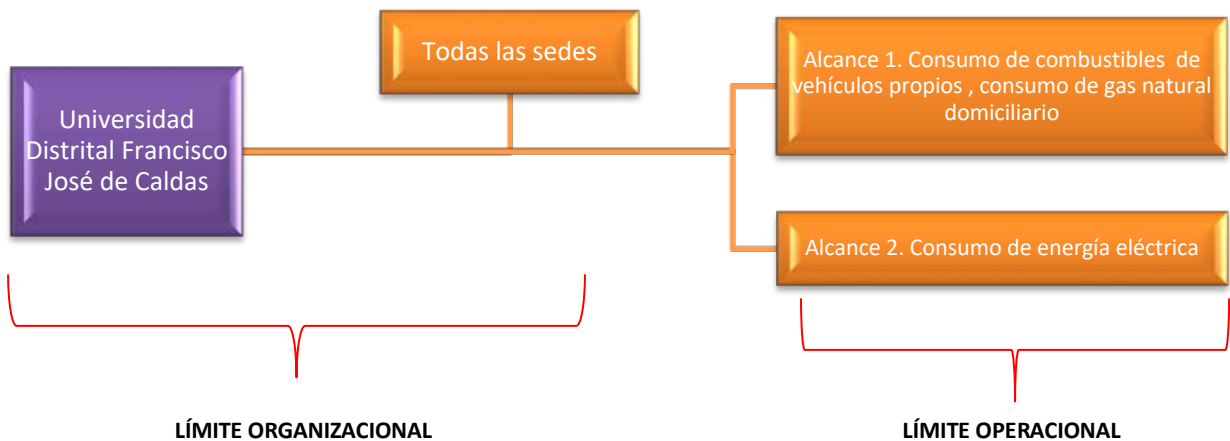 Todas las sedes
Universidad
Distrital Francisco
José de Caldas
Alcance 1. Consumo de combustibles de
vehículos propios , consumo de gas natural
domiciliario
Alcance 2. Consumo de energía eléctrica
LÍMITE ORGANIZACIONAL
LÍMITE OPERACIONAL